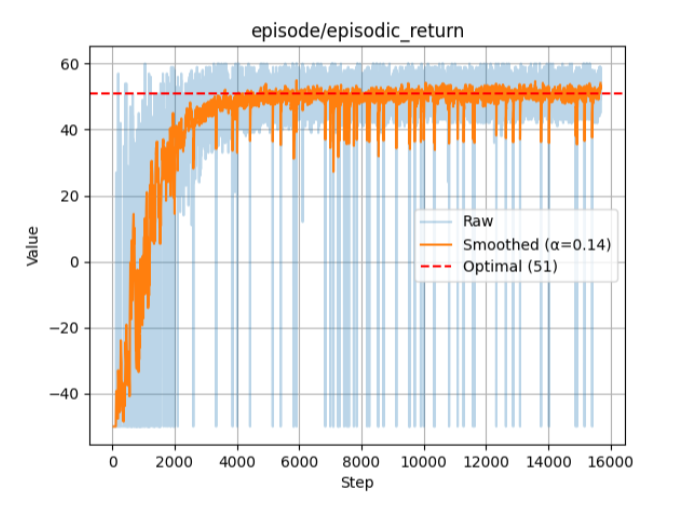 episode/episodic_return
60
40
20
0
−20
−40
Value
Raw
Smoothed (α=0.14)
Optimal (51)
0 2000 4000 6000 8000 10000 12000 14000 16000
Step